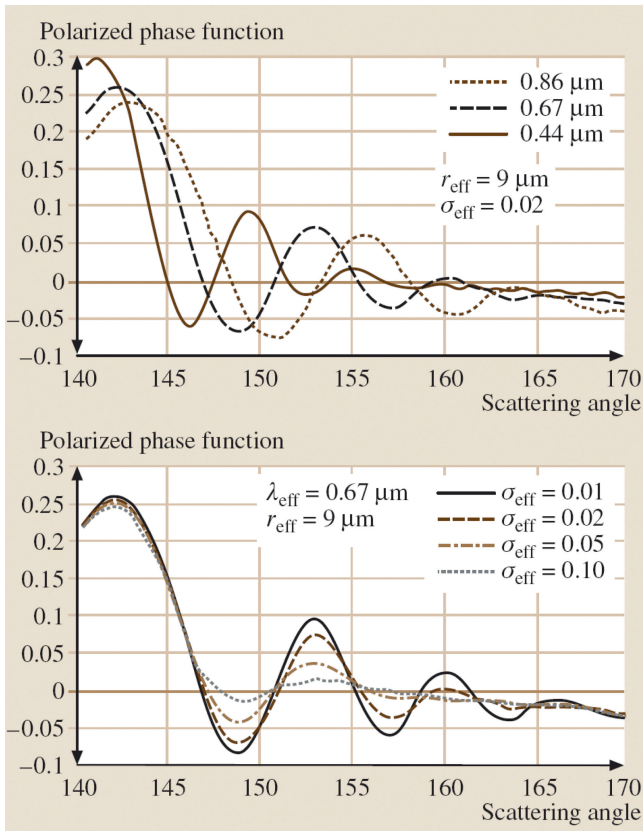 Polarized phase function
0.3
0.25
0.2
0.15
0.1
0.05
0
−0.05
−0.1
0.86 μm
0.67 μm
0.44 μm
r_eff = 9 μm
σ_eff = 0.02
140 145 150 155 160 165 170
Scattering angle
Polarized phase function
0.3
0.25
0.2
0.15
0.1
0.05
0
−0.05
−0.1
λ_eff = 0.67 μm
r_eff = 9 μm
σ_eff = 0.01
σ_eff = 0.02
σ_eff = 0.05
σ_eff = 0.10
140 145 150 155 160 165 170
Scattering angle